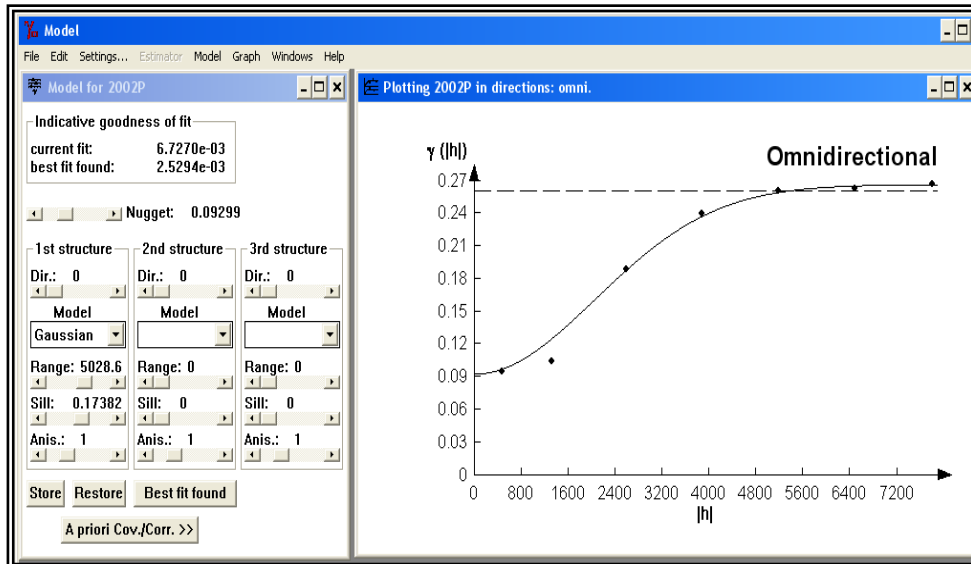 Model
File Edit Settings... Estimator Model Graph Windows Help
Model for 2002P
Indicative goodness of fit
current fit: 6.7270e-03
best fit found: 2.5294e-03
Nugget: 0.09299
1st structure 2nd structure 3rd structure
Dir.: 0 Dir.: 0 Dir.: 0
Model Model Model
Gaussian
Range: 5028.6 Range: 0 Range: 0
Sill: 0.17382 Sill: 0 Sill: 0
Anis.: 1 Anis.: 1 Anis.: 1
Store Restore Best fit found
A priori Cov./Corr. >>
Plotting 2002P in directions: omni.
γ (|h|)
Omnidirectional
0.27
0.24
0.18
0.15
0.12
0.09
0.06
0.03
0
0 800 1600 2400 3200 4000 4800 5600 6400 7200
|h|